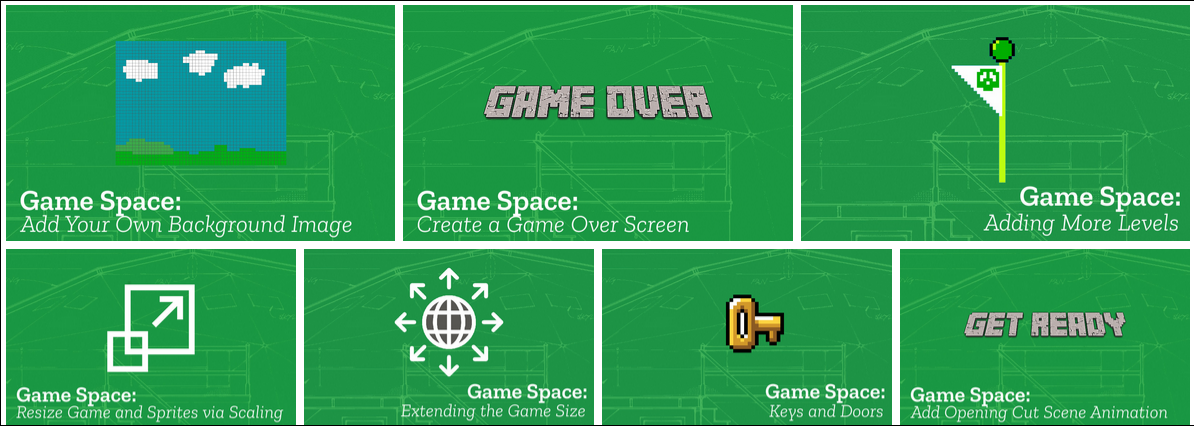 Game Space:
Add Your Own Background Image
GAME OVER
Game Space:
Create a Game Over Screen
Game Space:
Adding More Levels
Game Space:
Resize Game and Sprites via Scaling
Game Space:
Extending the Game Size
Game Space:
Keys and Doors
GET READY
Game Space:
Add Opening Cut Scene Animation